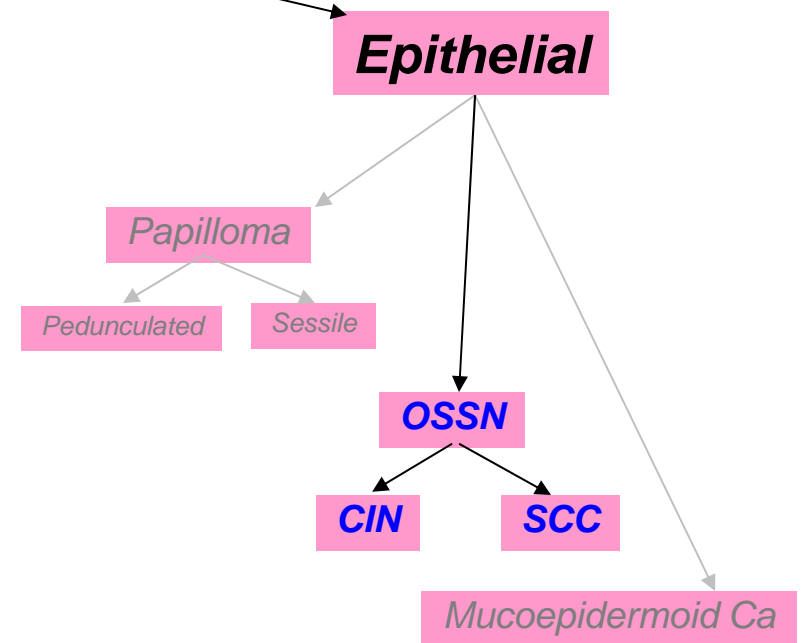 Epithelial
Papilloma
Pedunculated
Sessile
OSSN
CIN
SCC
Mucoepidermoid Ca